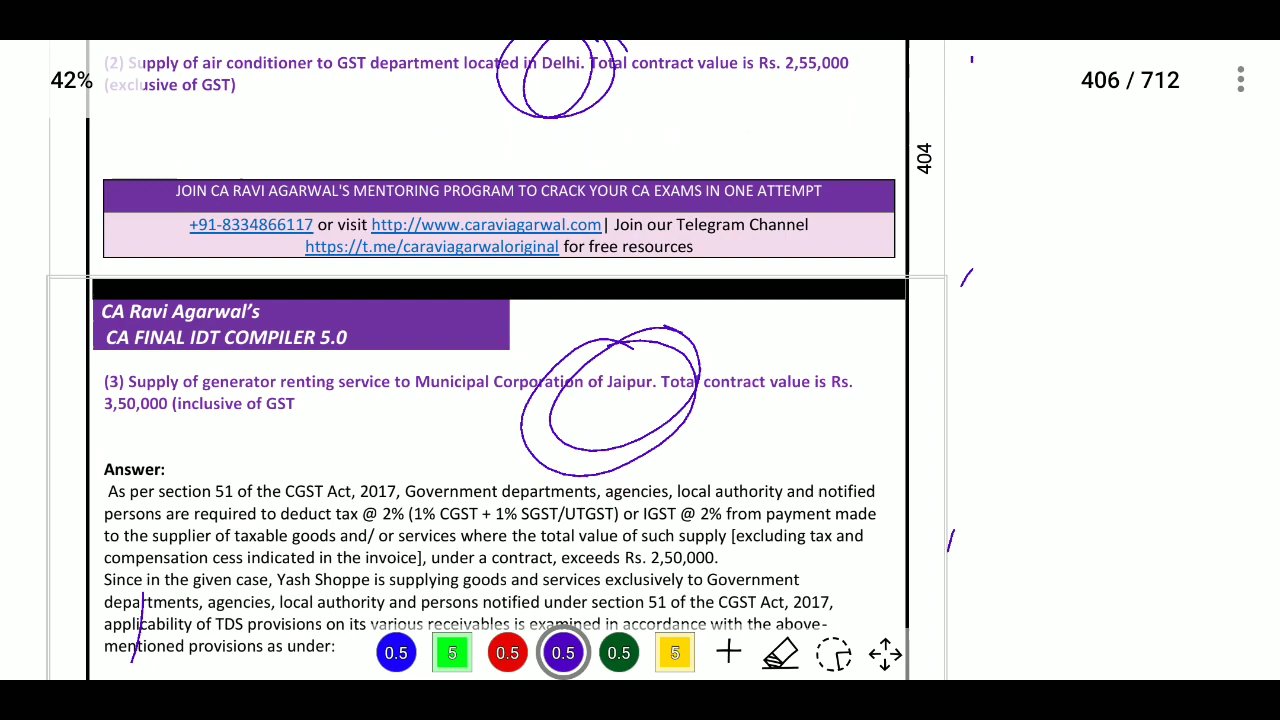 (2) Supply of air conditioner to GST department located in Delhi. Total contract value is Rs. 2,55,000
(exclusive of GST)
42%
406 / 712
404
JOIN CA RAVI AGARWAL'S MENTORING PROGRAM TO CRACK YOUR CA EXAMS IN ONE ATTEMPT
+91-8334866117 or visit http://www.caraviagarwal.com| Join our Telegram Channel
https://t.me/caraviagarwaloriginal for free resources
CA Ravi Agarwal’s
CA FINAL IDT COMPILER 5.0
(3) Supply of generator renting service to Municipal Corporation of Jaipur. Total contract value is Rs.
3,50,000 (inclusive of GST
Answer:
As per section 51 of the CGST Act, 2017, Government departments, agencies, local authority and notified
persons are required to deduct tax @ 2% (1% CGST + 1% SGST/UTGST) or IGST @ 2% from payment made
to the supplier of taxable goods and/ or services where the total value of such supply [excluding tax and
compensation cess indicated in the invoice], under a contract, exceeds Rs. 2,50,000.
Since in the given case, Yash Shoppe is supplying goods and services exclusively to Government
departments, agencies, local authority and persons notified under section 51 of the CGST Act, 2017,
applicability of TDS provisions on its various receivables is examined in accordance with the above-
mentioned provisions as under:
0.5 5 0.5 0.5 0.5 5